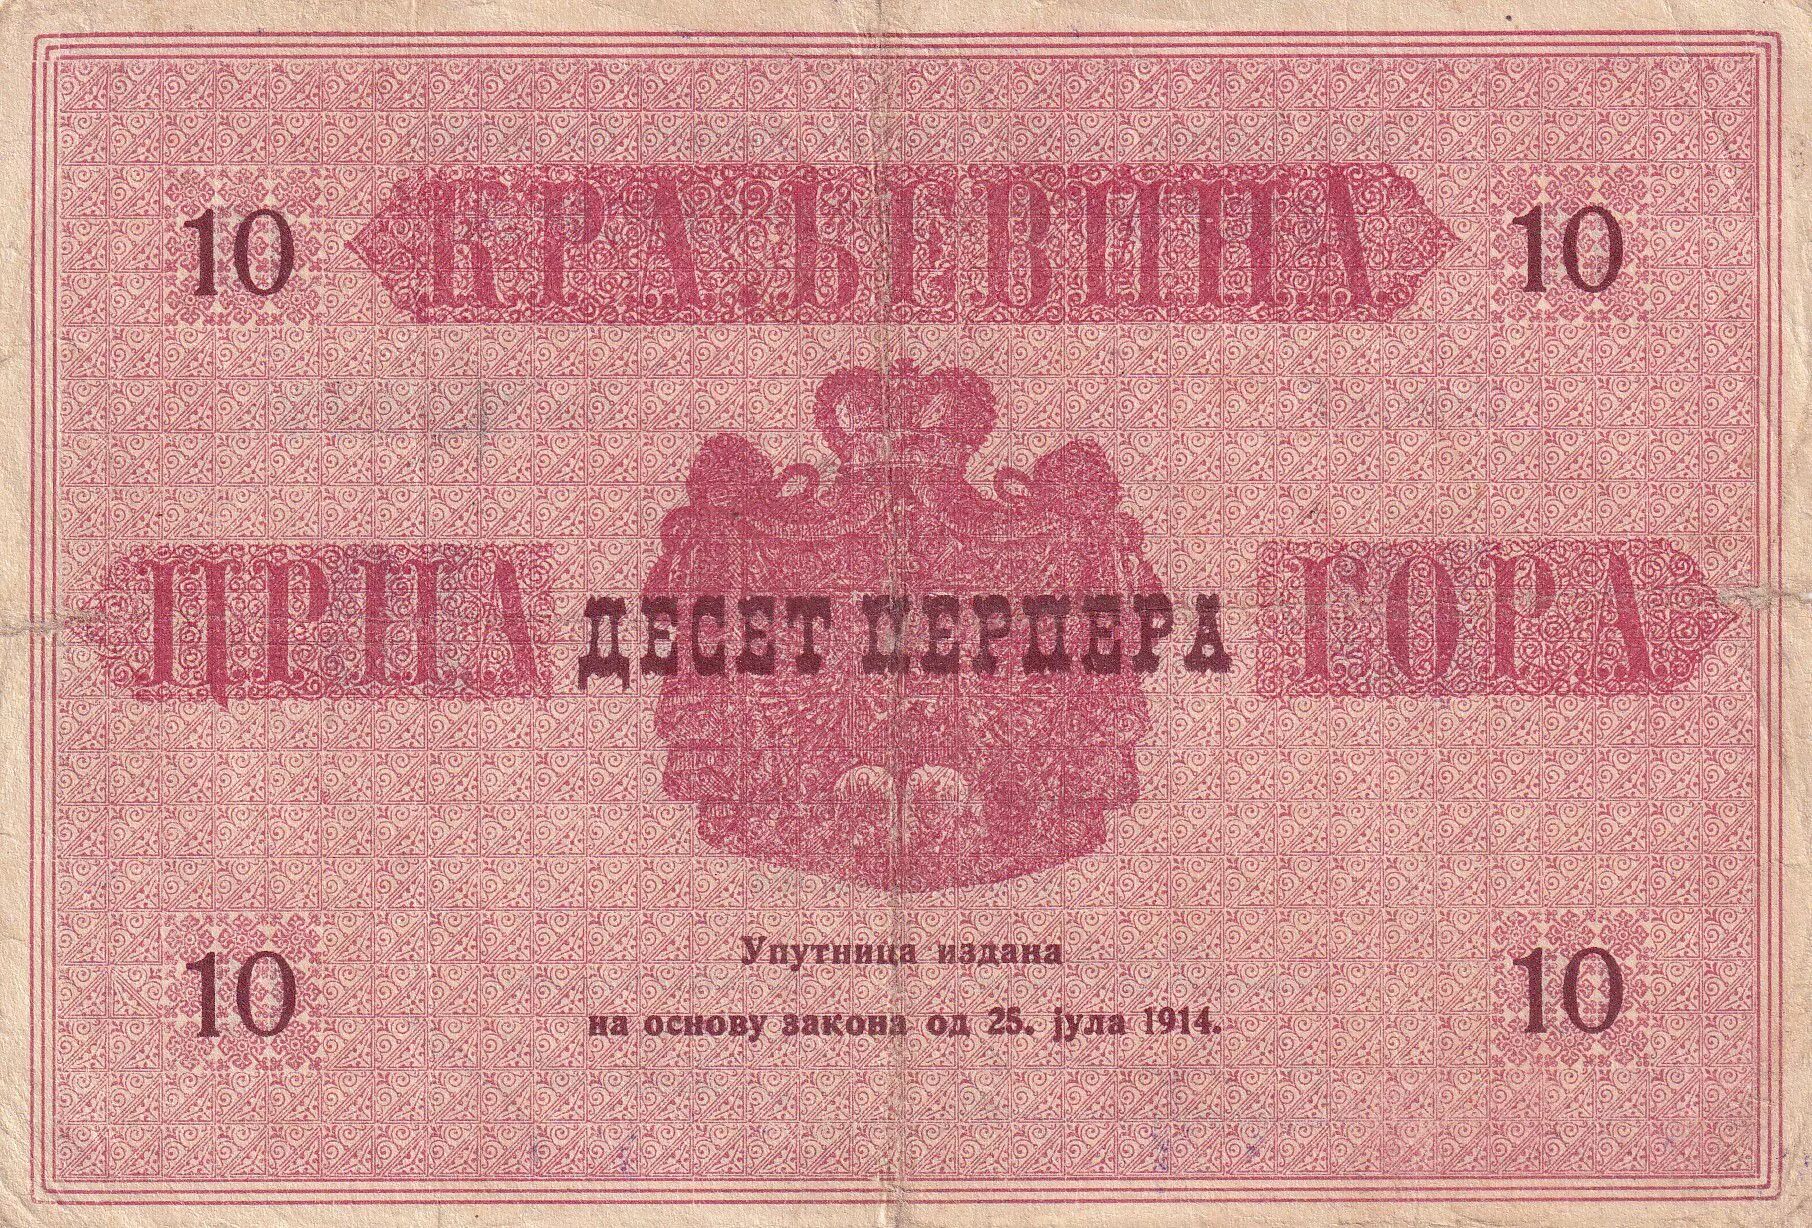 10 КРАЉЕВИНА 10
ЦРНА ДЕСЕТ ПЕРПЕРА ГОРА
10 10
Упутница издана
на основу закона од 25. јула 1914.